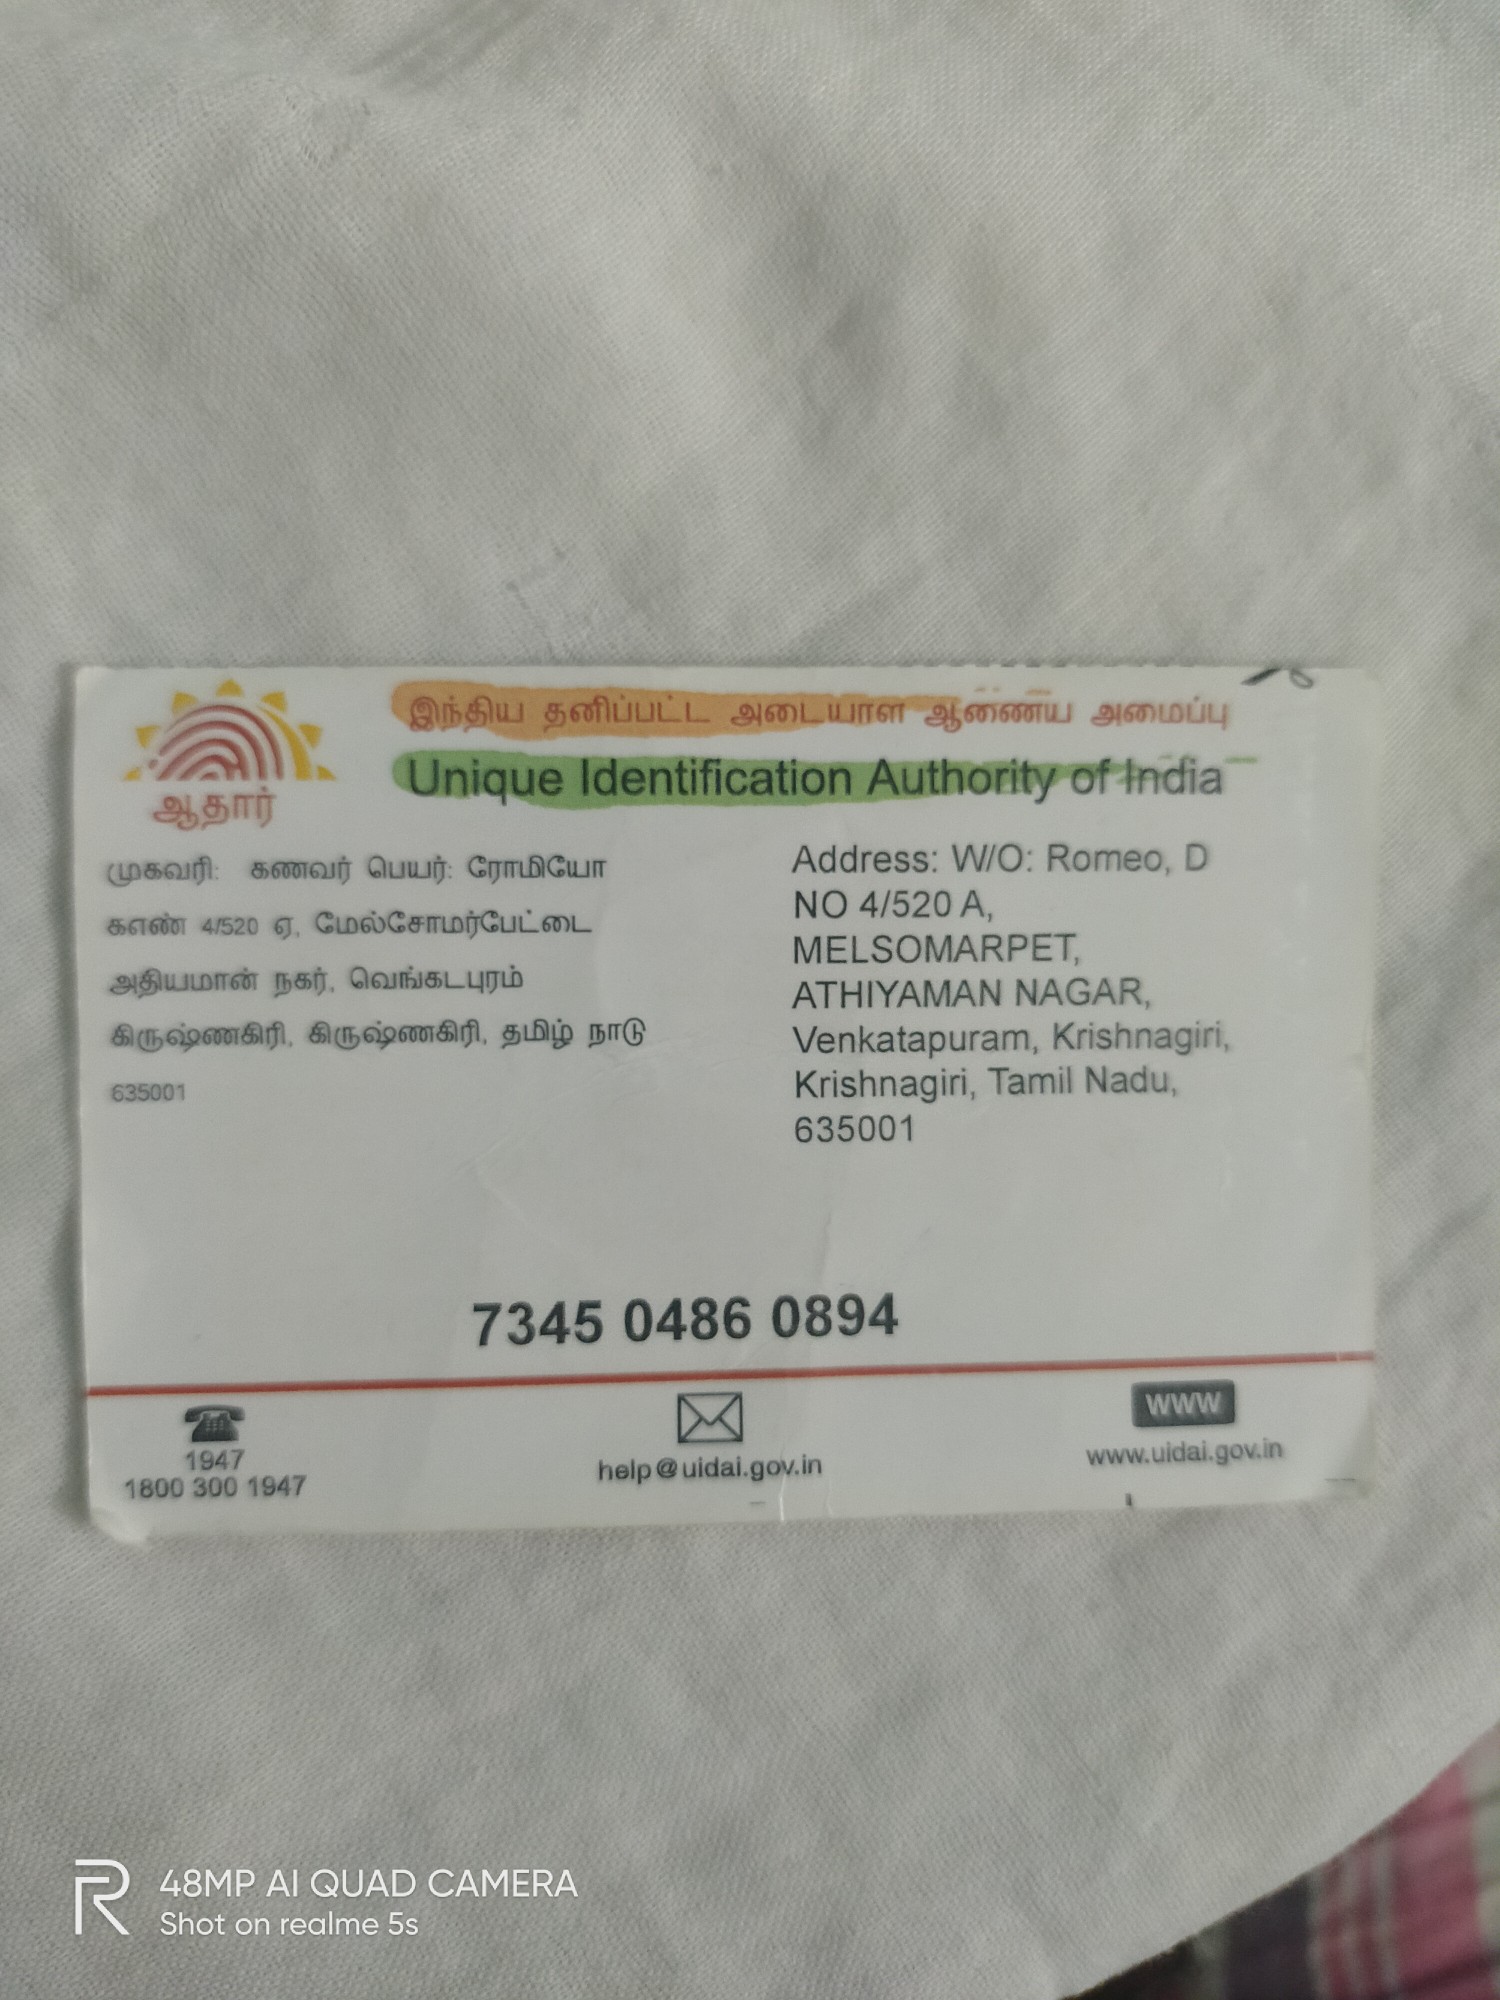 இந்திய தனிப்பட்ட அடையாள ஆணைய அமைப்பு
Unique Identification Authority of India
ஆதார்
முகவரி: கணவர் பெயர்: ரோமியோ
கஎண் 4/520 ஏ, மேல்சோமர்பேட்டை
அதியமான் நகர், வெங்கடபுரம்
கிருஷ்ணகிரி, கிருஷ்ணகிரி, தமிழ் நாடு
635001
Address: W/O: Romeo, D
NO 4/520 A,
MELSOMARPET,
ATHIYAMAN NAGAR,
Venkatapuram, Krishnagiri,
Krishnagiri, Tamil Nadu,
635001
7345 0486 0894
1947
1800 300 1947
help@uidai.gov.in
WWW
www.uidai.gov.in
48MP AI QUAD CAMERA
Shot on realme 5s